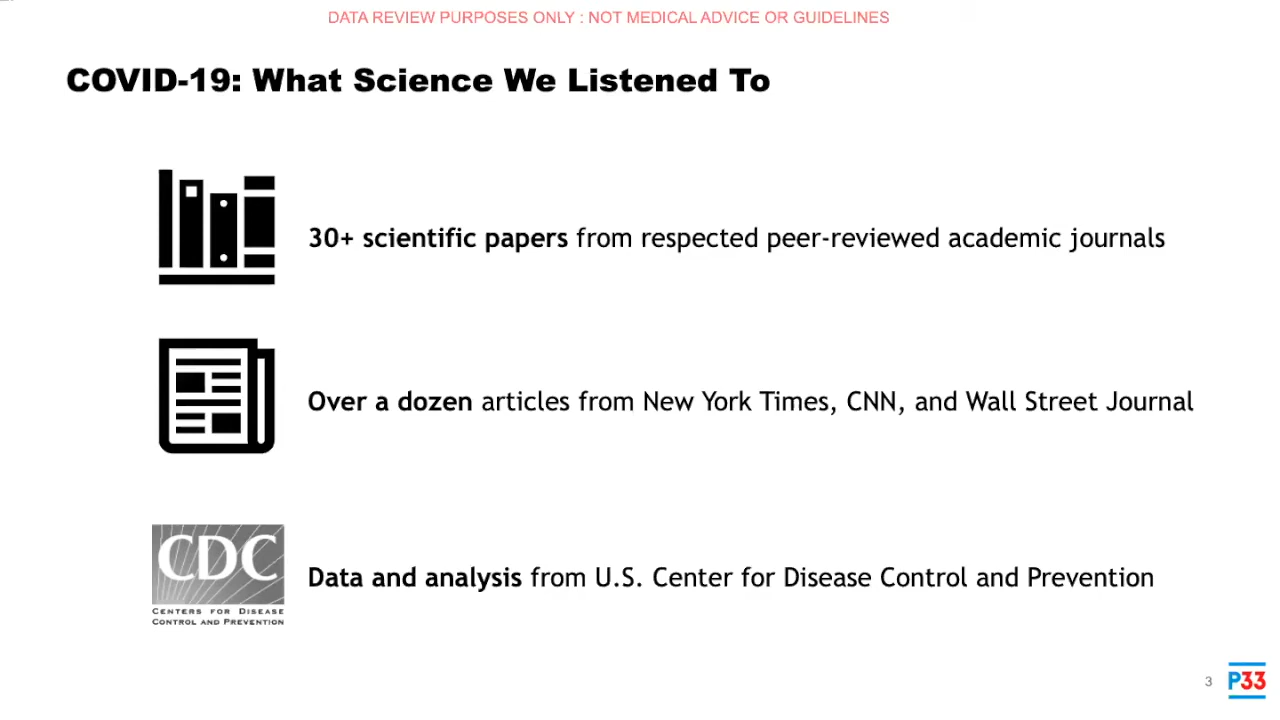 DATA REVIEW PURPOSES ONLY : NOT MEDICAL ADVICE OR GUIDELINES
COVID-19: What Science We Listened To
30+ scientific papers from respected peer-reviewed academic journals
Over a dozen articles from New York Times, CNN, and Wall Street Journal
CDC
CENTERS FOR DISEASE
CONTROL AND PREVENTION
Data and analysis from U.S. Center for Disease Control and Prevention
3
P33